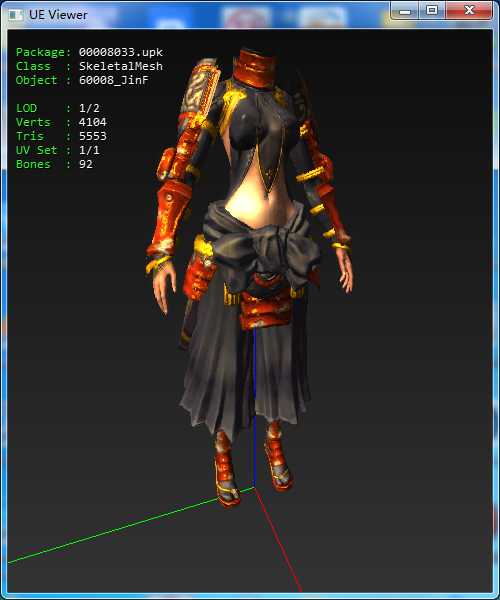 UE Viewer
Package: 00008033.upk
Class : SkeletalMesh
Object : 60008_JinF
LOD : 1/2
Verts : 4104
Tris : 5553
UV Set : 1/1
Bones : 92